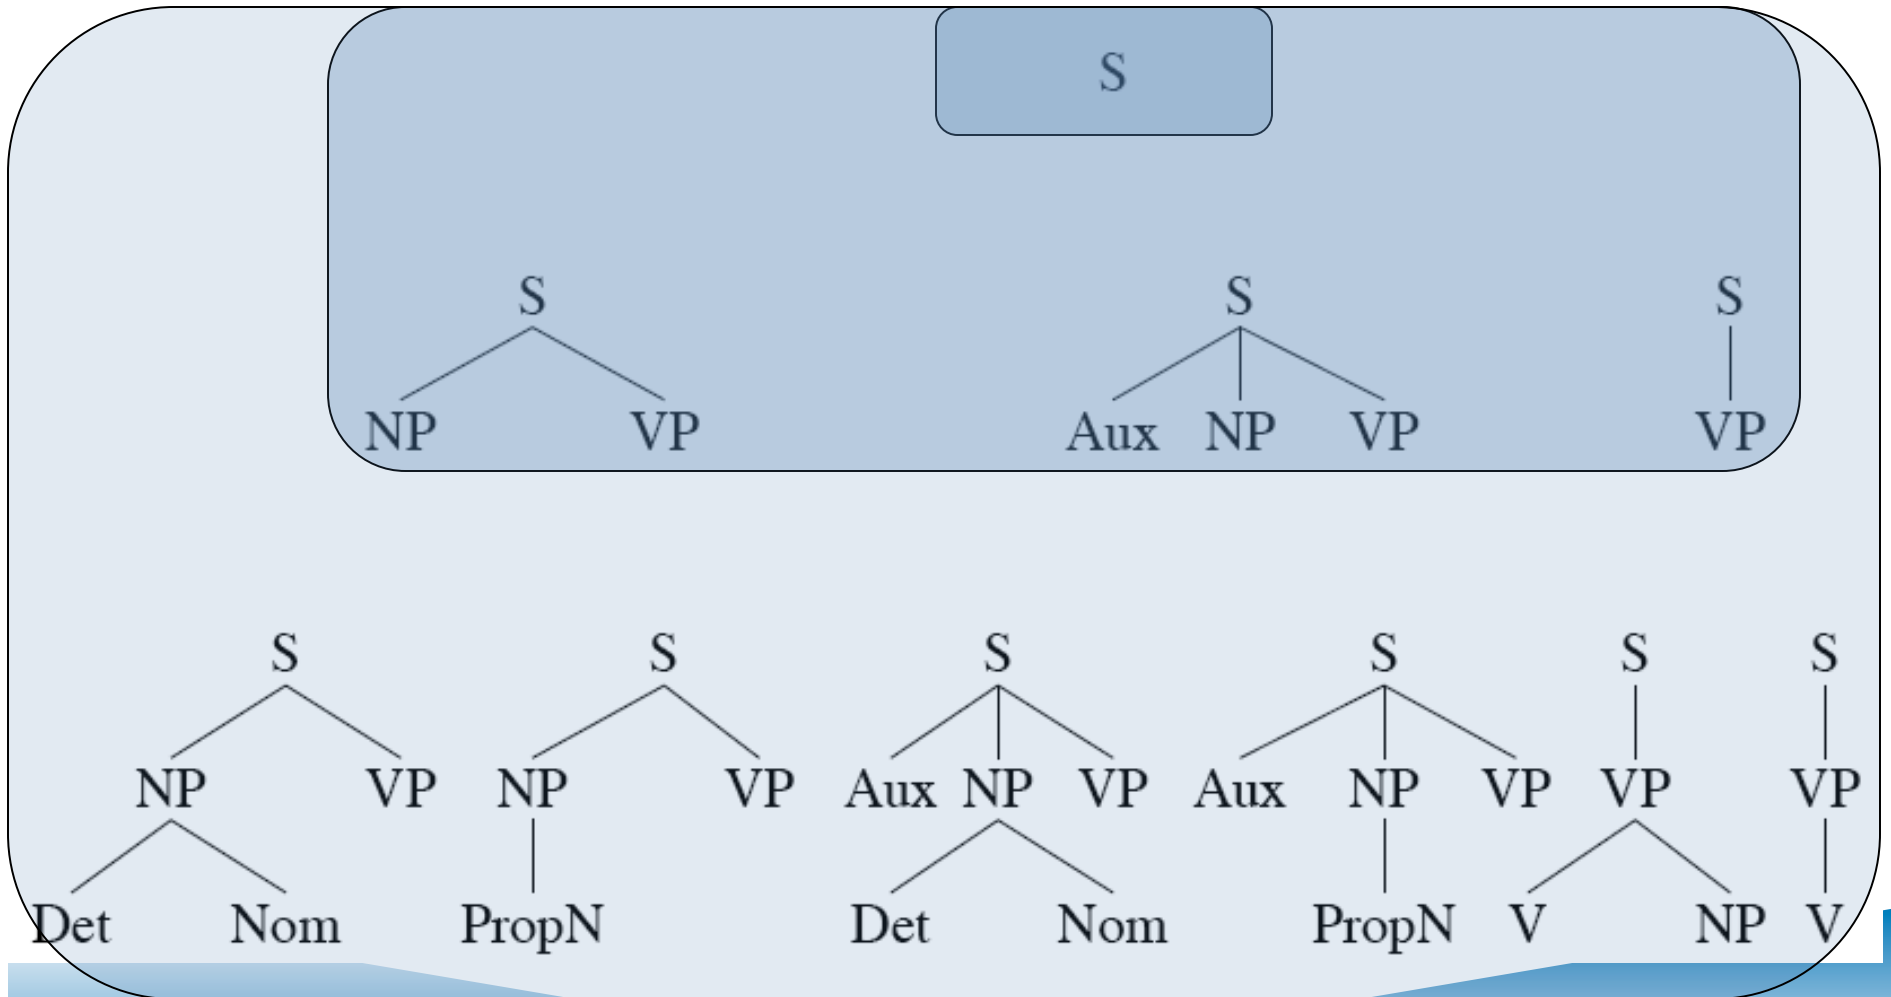 S
S S S
NP VP Aux NP VP VP
S S S S S S
NP VP NP VP Aux NP VP Aux NP VP VP VP
Det Nom PropN Det Nom PropN V NP V